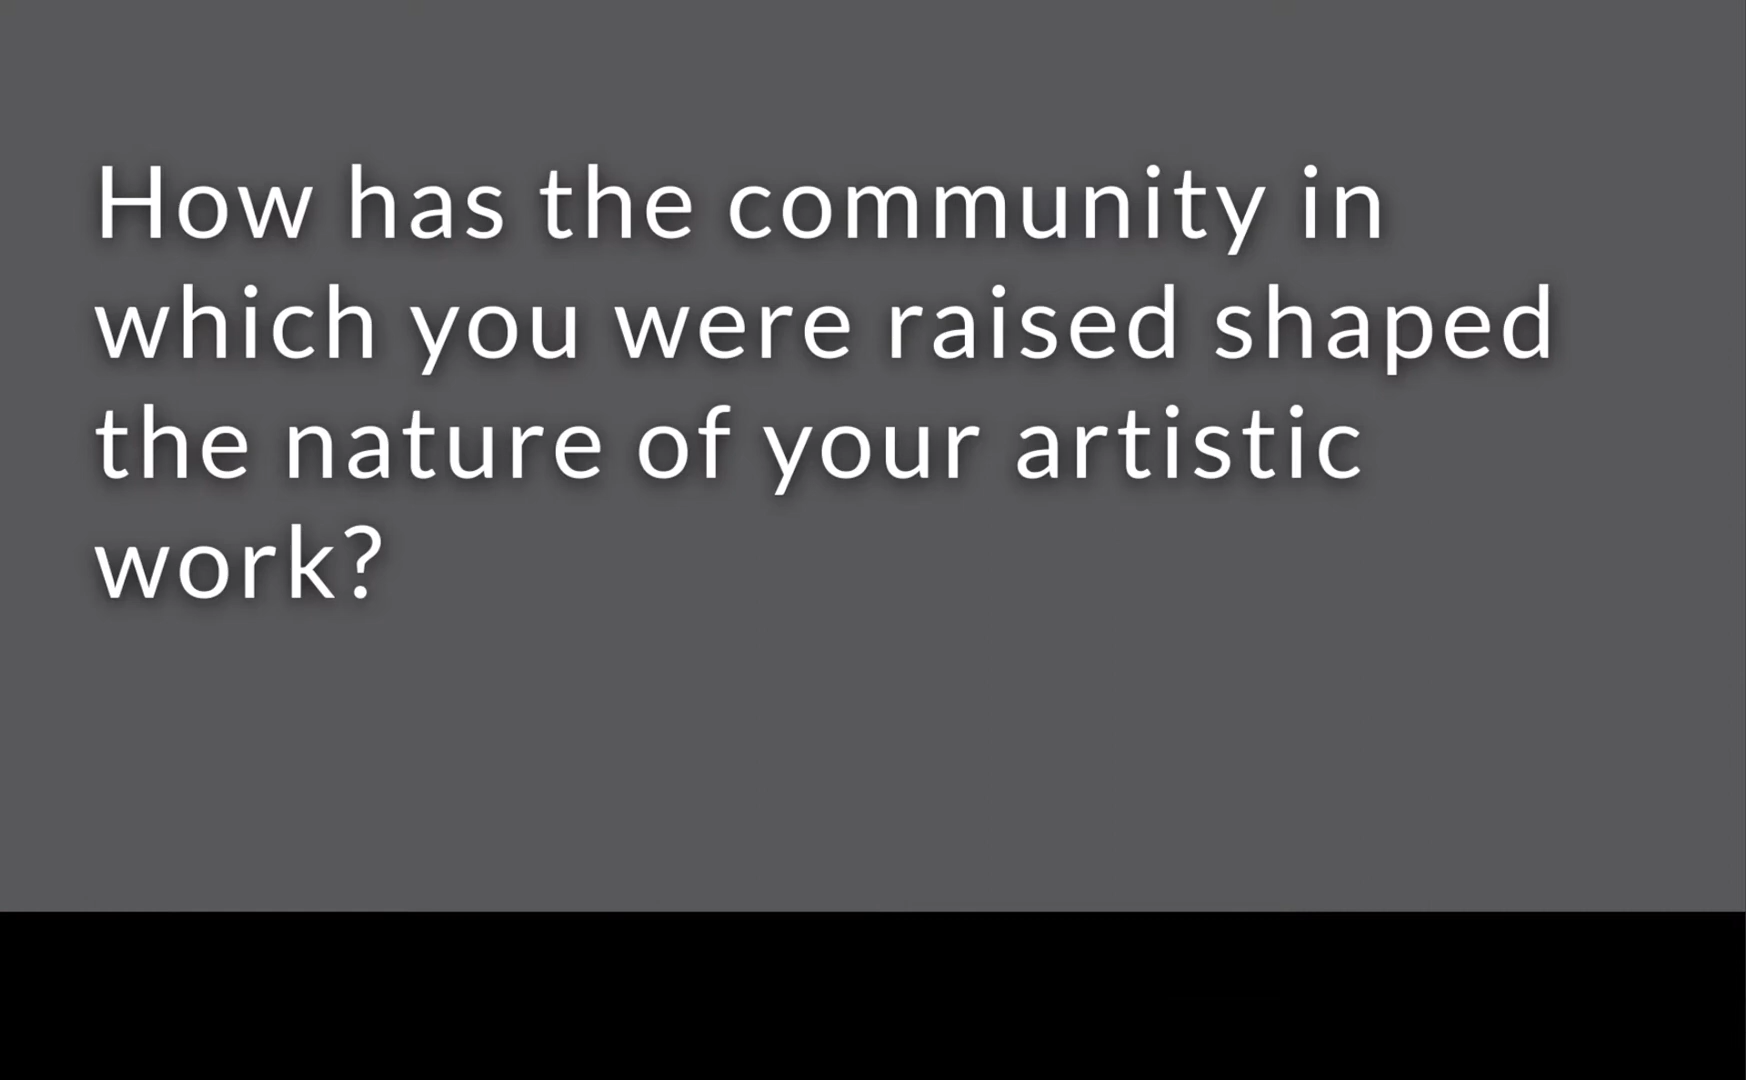 How has the community in
which you were raised shaped
the nature of your artistic
work?